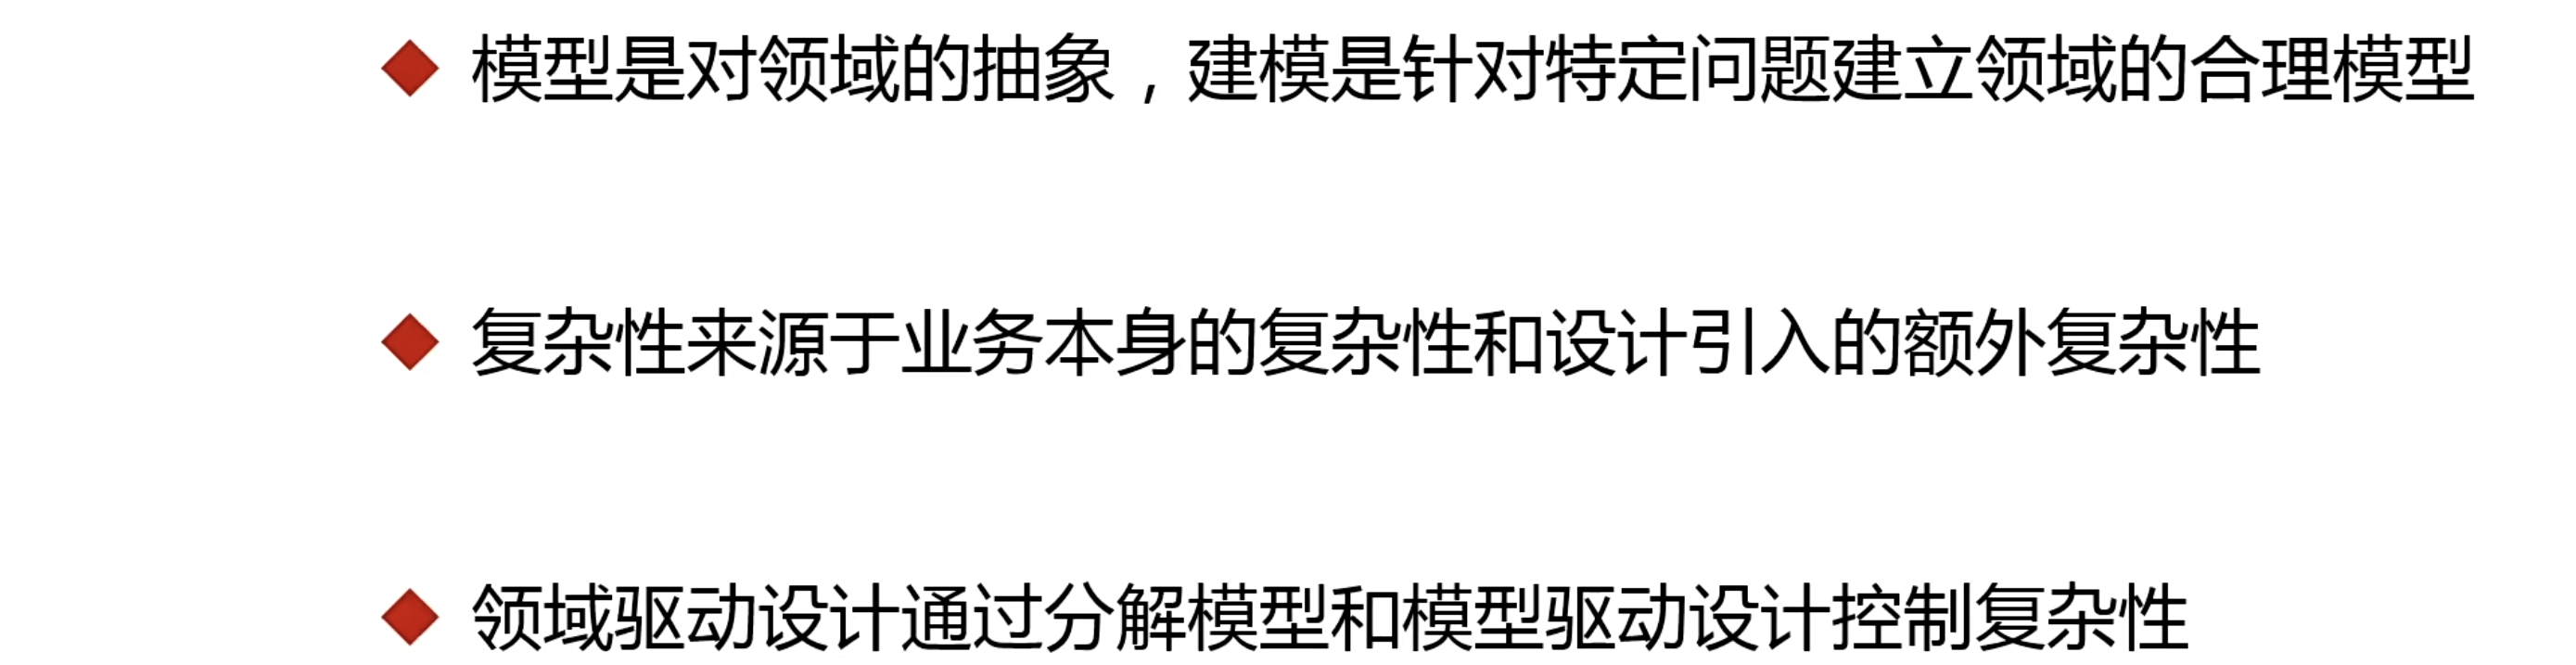 模型是对领域的抽象，建模是针对特定问题建立领域的合理模型
复杂性来源于业务本身的复杂性和设计引入的额外复杂性
领域驱动设计通过分解模型和模型驱动设计控制复杂性